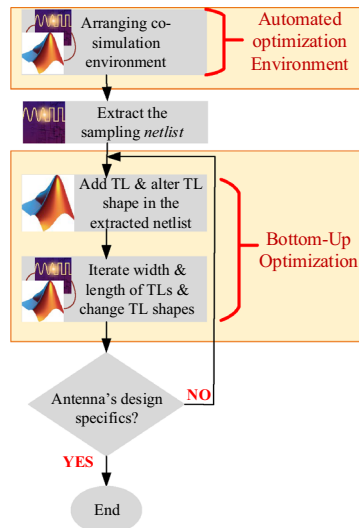 Arranging co-
simulation
environment
Automated
optimization
Environment
Extract the
sampling netlist
Add TL & alter TL
shape in the
extracted netlist
Iterate width &
length of TLs &
change TL shapes
Bottom-Up
Optimization
Antenna's design
specifics?
NO
YES
End